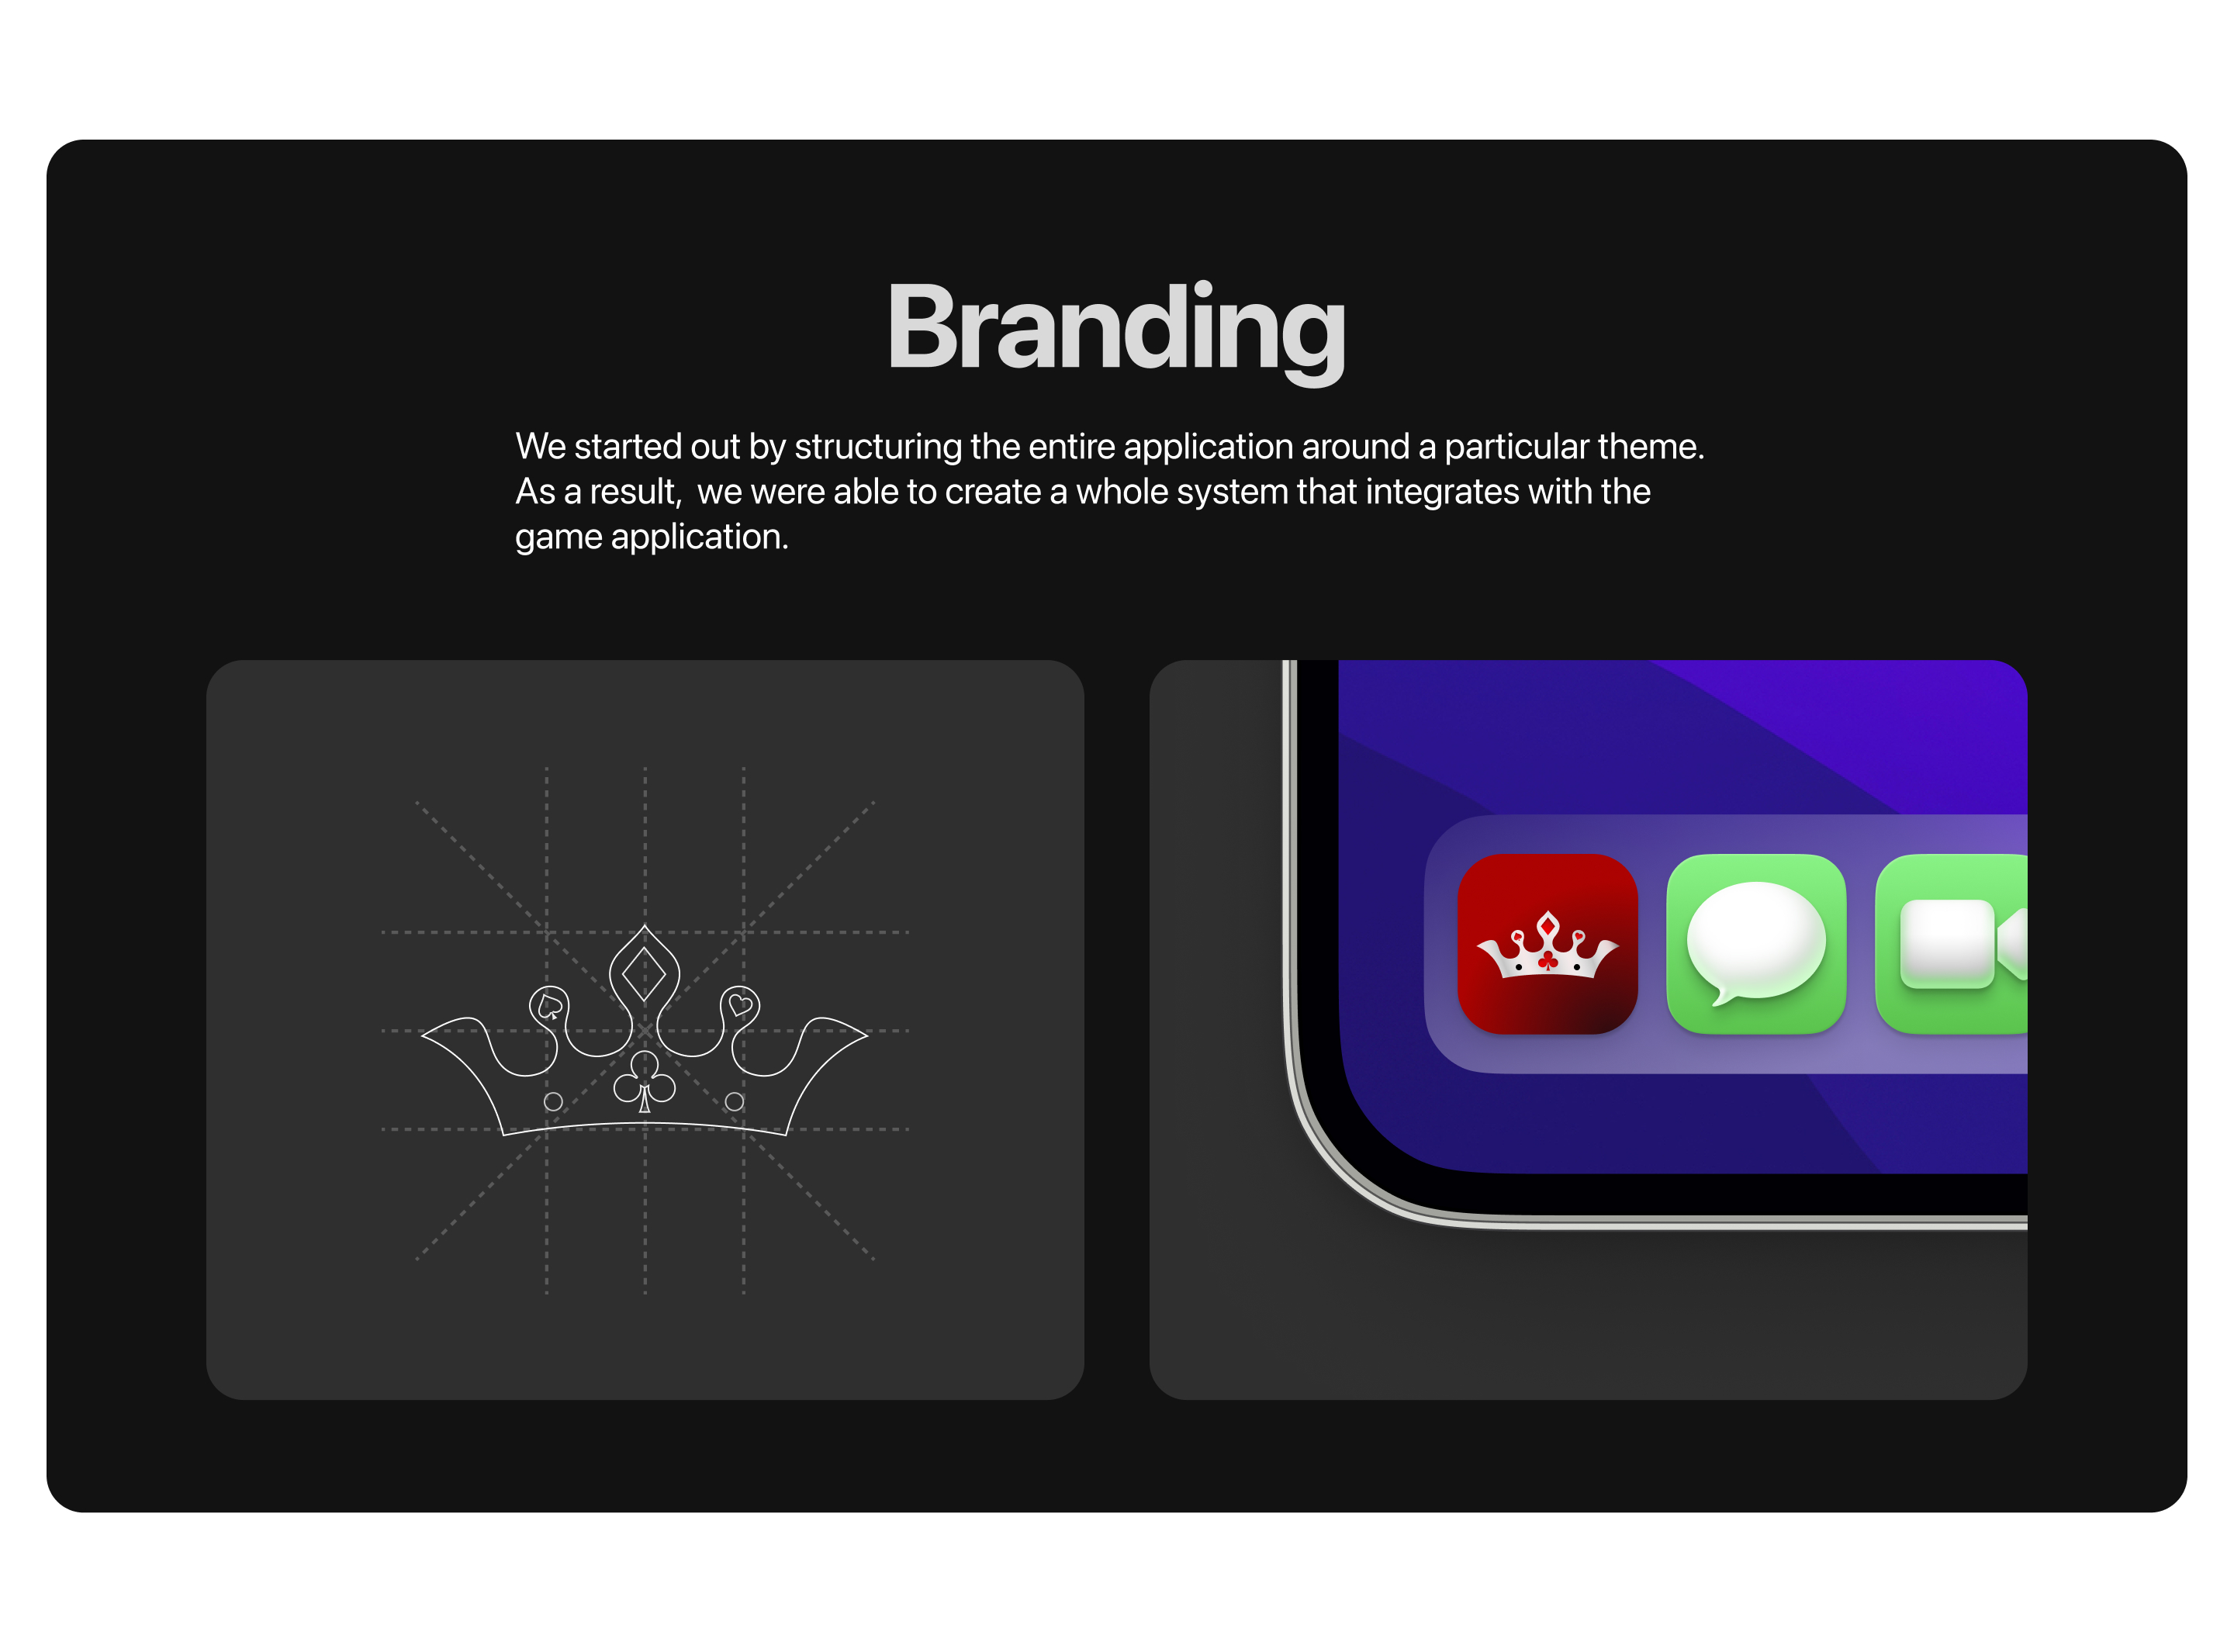 Branding
We started out by structuring the entire application around a particular theme.
As a result,  we were able to create a whole system that integrates with the
game application.